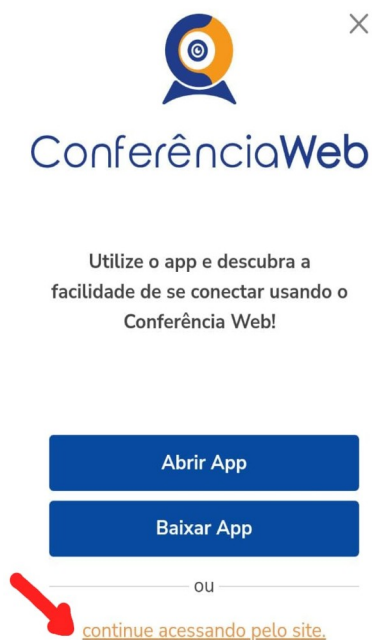 ConferênciaWeb
Utilize o app e descubra a
facilidade de se conectar usando o
Conferência Web!
Abrir App
Baixar App
ou
continue acessando pelo site.